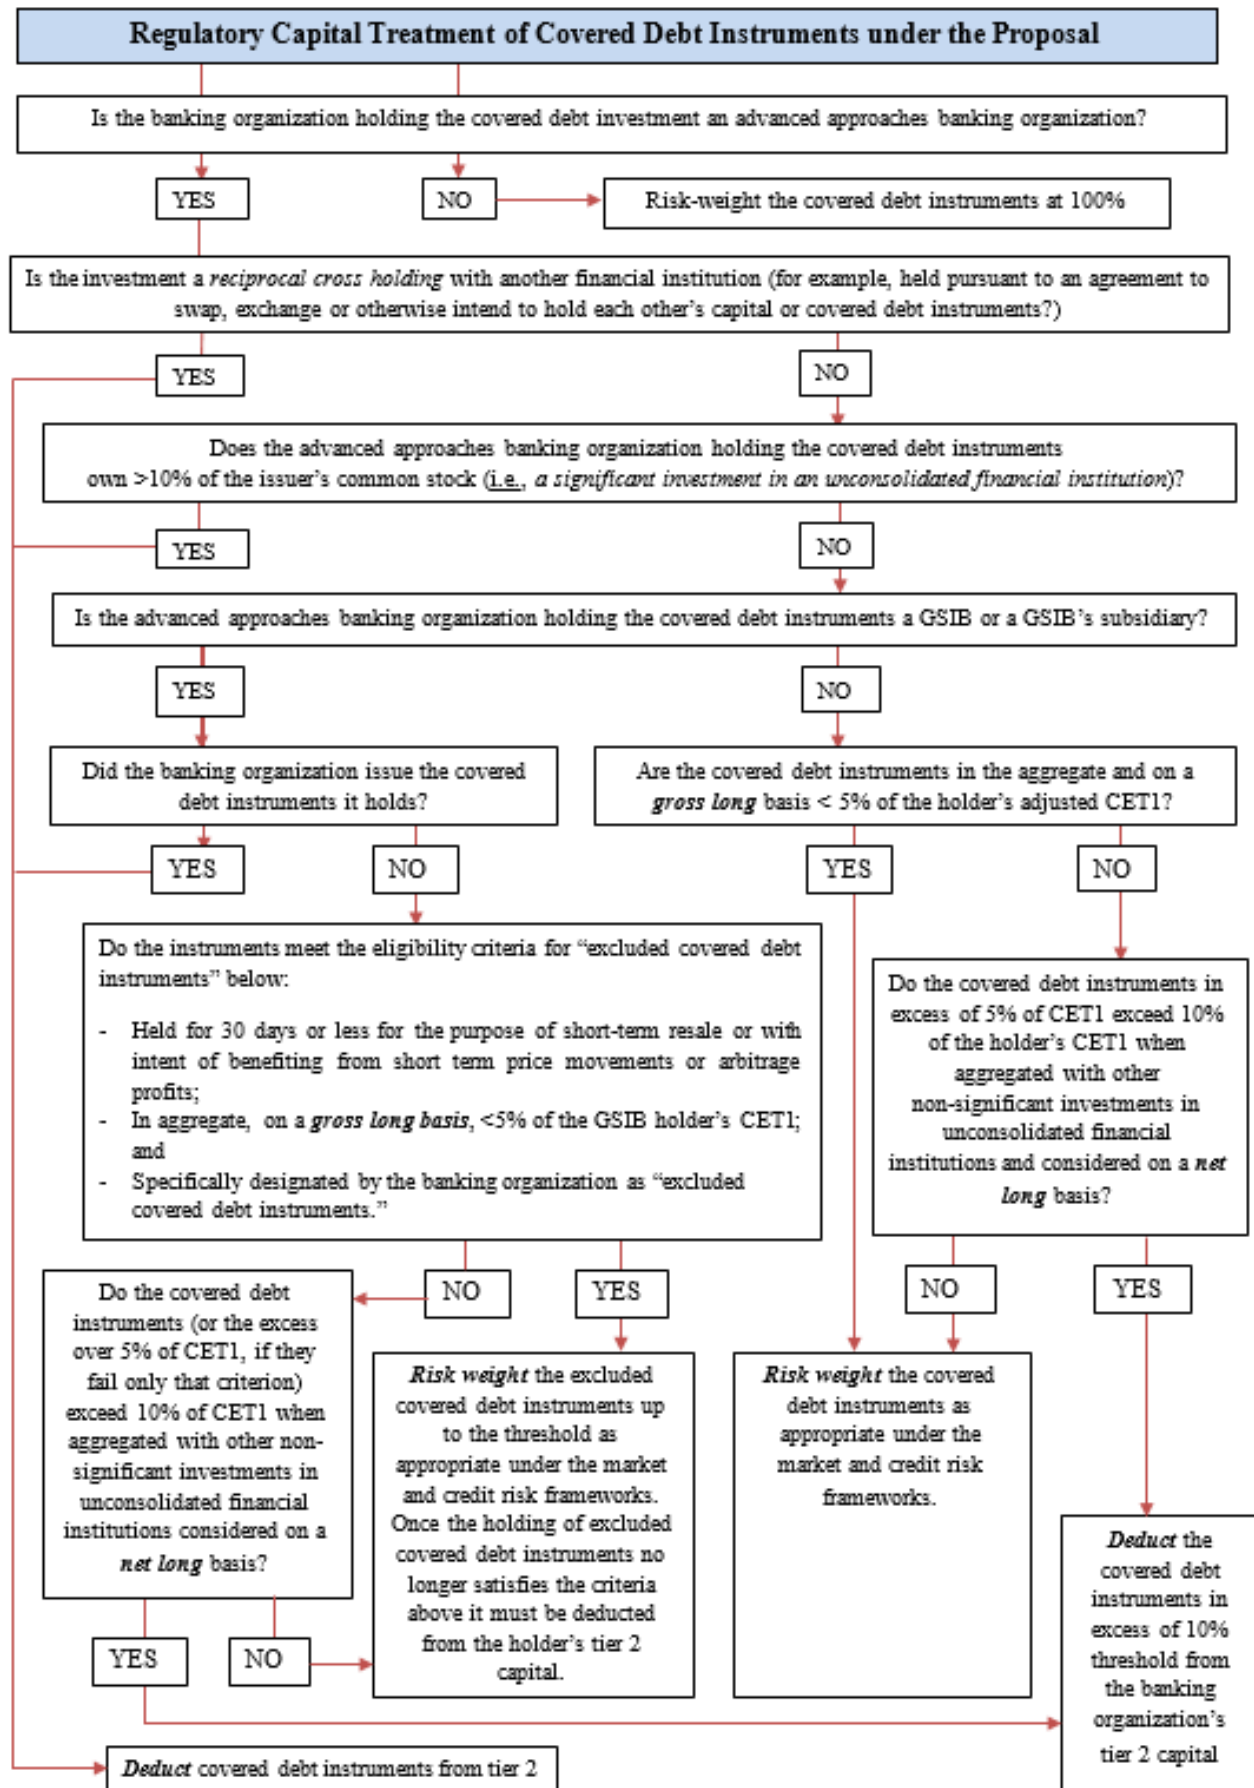 Regulatory Capital Treatment of Covered Debt Instruments under the Proposal
Is the banking organization holding the covered debt investment an advanced approaches banking organization?
YES
NO
Risk-weight the covered debt instruments at 100%
Is the investment a reciprocal cross holding with another financial institution (for example, held pursuant to an agreement to
swap, exchange or otherwise intend to hold each other's capital or covered debt instruments?)
YES
NO
Does the advanced approaches banking organization holding the covered debt instruments
own >10% of the issuer's common stock (i.e., a significant investment in an unconsolidated financial institution)?
YES
NO
Is the advanced approaches banking organization holding the covered debt instruments a GSIB or a GSIB's subsidiary?
YES
NO
Did the banking organization issue the covered
debt instruments it holds?
Are the covered debt instruments in the aggregate and on a
gross long basis < 5% of the holder's adjusted CET1?
YES
NO
YES
NO
Do the instruments meet the eligibility criteria for "excluded covered debt
instruments" below:
- Held for 30 days or less for the purpose of short-term resale or with
intent of benefiting from short term price movements or arbitrage
profits;
- In aggregate, on a gross long basis, <5% of the GSIB holder's CET1;
and
- Specifically designated by the banking organization as "excluded
covered debt instruments."
Do the covered debt instruments in
excess of 5% of CET1 exceed 10%
of the holder's CET1 when
aggregated with other
non-significant investments in
unconsolidated financial
institutions and considered on a net
long basis?
NO
YES
NO
YES
Do the covered debt
instruments (or the excess
over 5% of CET1, if they
fail only that criterion)
exceed 10% of CET1 when
aggregated with other non-
significant investments in
unconsolidated financial
institutions considered on a
net long basis?
Risk weight the excluded
covered debt instruments up
to the threshold as
appropriate under the market
and credit risk frameworks.
Once the holding of excluded
covered debt instruments no
longer satisfies the criteria
above it must be deducted
from the holder's tier 2
capital.
Risk weight the covered
debt instruments as
appropriate under the
market and credit risk
frameworks.
Deduct the
covered debt
instruments in
excess of 10%
threshold from
the banking
organization's
tier 2 capital
YES
NO
Deduct covered debt instruments from tier 2